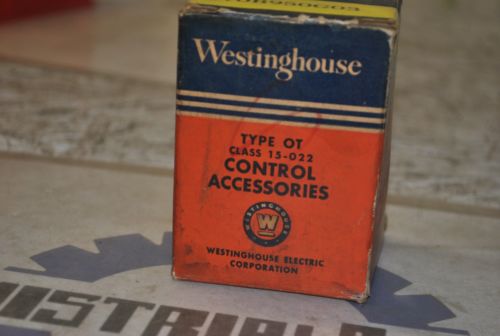 Westinghouse
TYPE OT
CLASS 15-022
CONTROL
ACCESSORIES
WESTINGHOUSE
W
WESTINGHOUSE ELECTRIC
CORPORATION